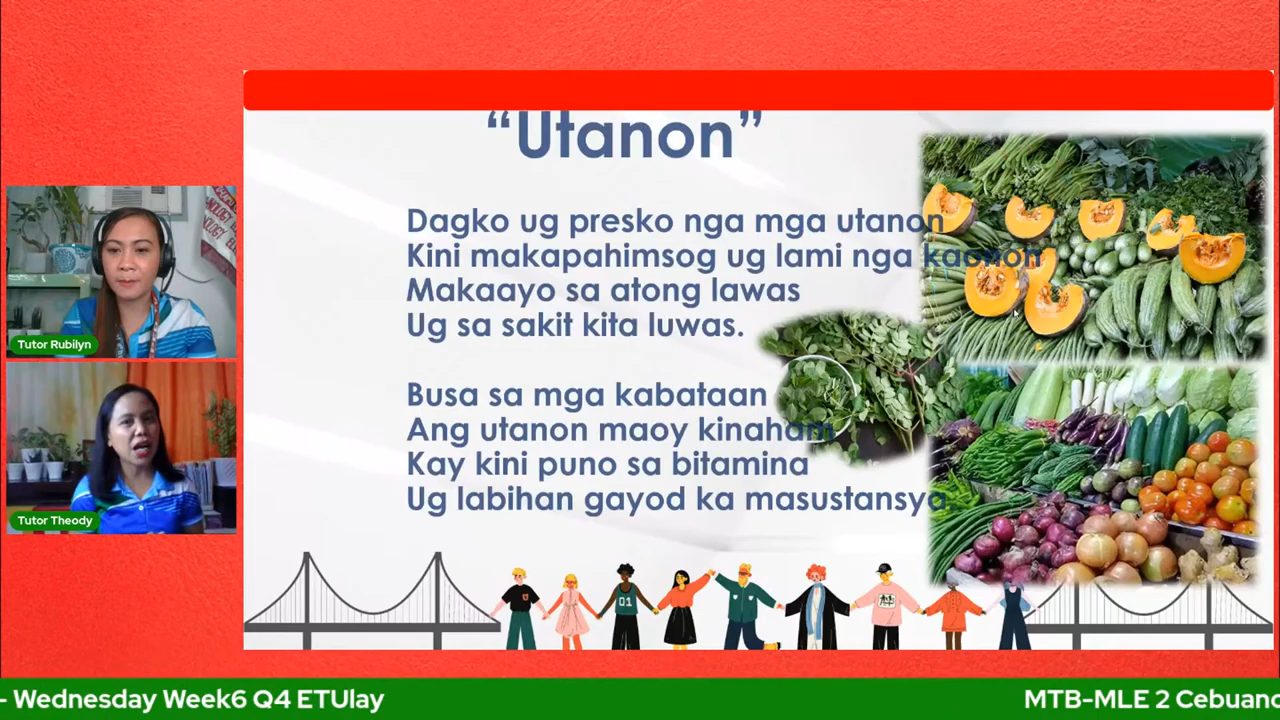 “Utanon”
Dagko ug presko nga mga utanon
Kini makapahimsog ug lami nga kaonon
Makaayo sa atong lawas
Ug sa sakit kita luwas.
Busa sa mga kabataan
Ang utanon maoy kinaham
Kay kini puno sa bitamina
Ug labihan gayod ka masustansya.
Tutor Rubilyn
Tutor Theody
01
- Wednesday Week6 Q4 ETUlay
MTB-MLE 2 Cebuano